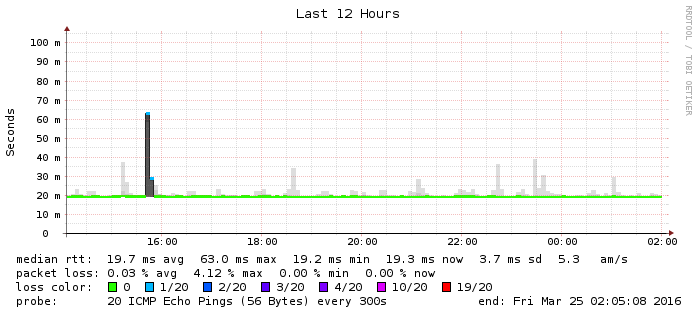 Last 12 Hours
RRDTOOL / TOBI OETIKER
Seconds
100 m
90 m
80 m
70 m
60 m
50 m
40 m
30 m
20 m
10 m
0
16:00 18:00 20:00 22:00 00:00 02:00
median rtt: 19.7 ms avg 63.0 ms max 19.2 ms min 19.3 ms now 3.7 ms sd 5.3 am/s
packet loss: 0.03 % avg 4.12 % max 0.00 % min 0.00 % now
loss color: 0 1/20 2/20 3/20 4/20 10/20 19/20
probe: 20 ICMP Echo Pings (56 Bytes) every 300s end: Fri Mar 25 02:05:08 2016